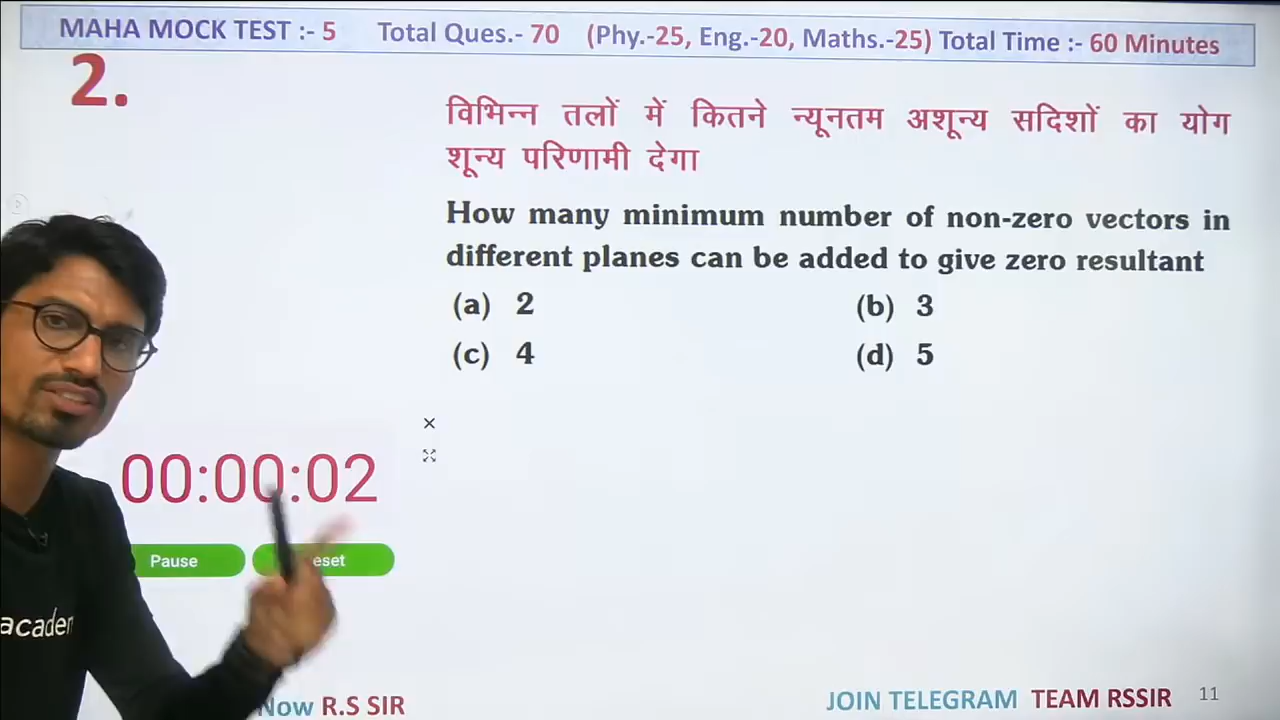 MAHA MOCK TEST :- 5 Total Ques.- 70 (Phy.-25, Eng.-20, Maths.-25) Total Time :- 60 Minutes
2.
विभिन्न तलों में कितने न्यूनतम अशून्य सदिशों का योग
शून्य परिणामी देगा
How many minimum number of non-zero vectors in
different planes can be added to give zero resultant
(a) 2 (b) 3
(c) 4 (d) 5
00:00:02
Pause
Now R.S SIR
JOIN TELEGRAM TEAM RSSIR 11